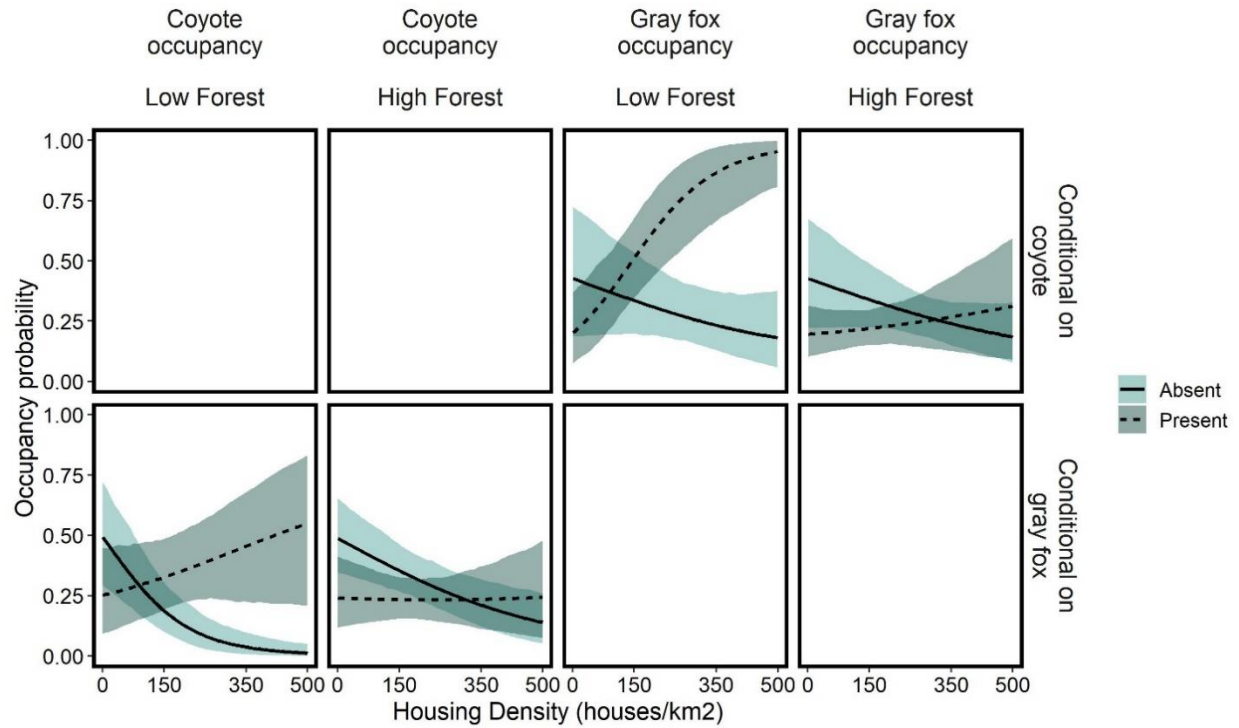 Coyote
occupancy
Coyote
occupancy
Gray fox
occupancy
Gray fox
occupancy
Low Forest
High Forest
Low Forest
High Forest
Occupancy probability
1.00
0.75
0.50
0.25
0.00
Conditional on
coyote
1.00
0.75
0.50
0.25
0.00
Conditional on
gray fox
Absent
Present
0 150 350 500
0 150 350 500
0 150 350 500
0 150 350 500
Housing Density (houses/km2)